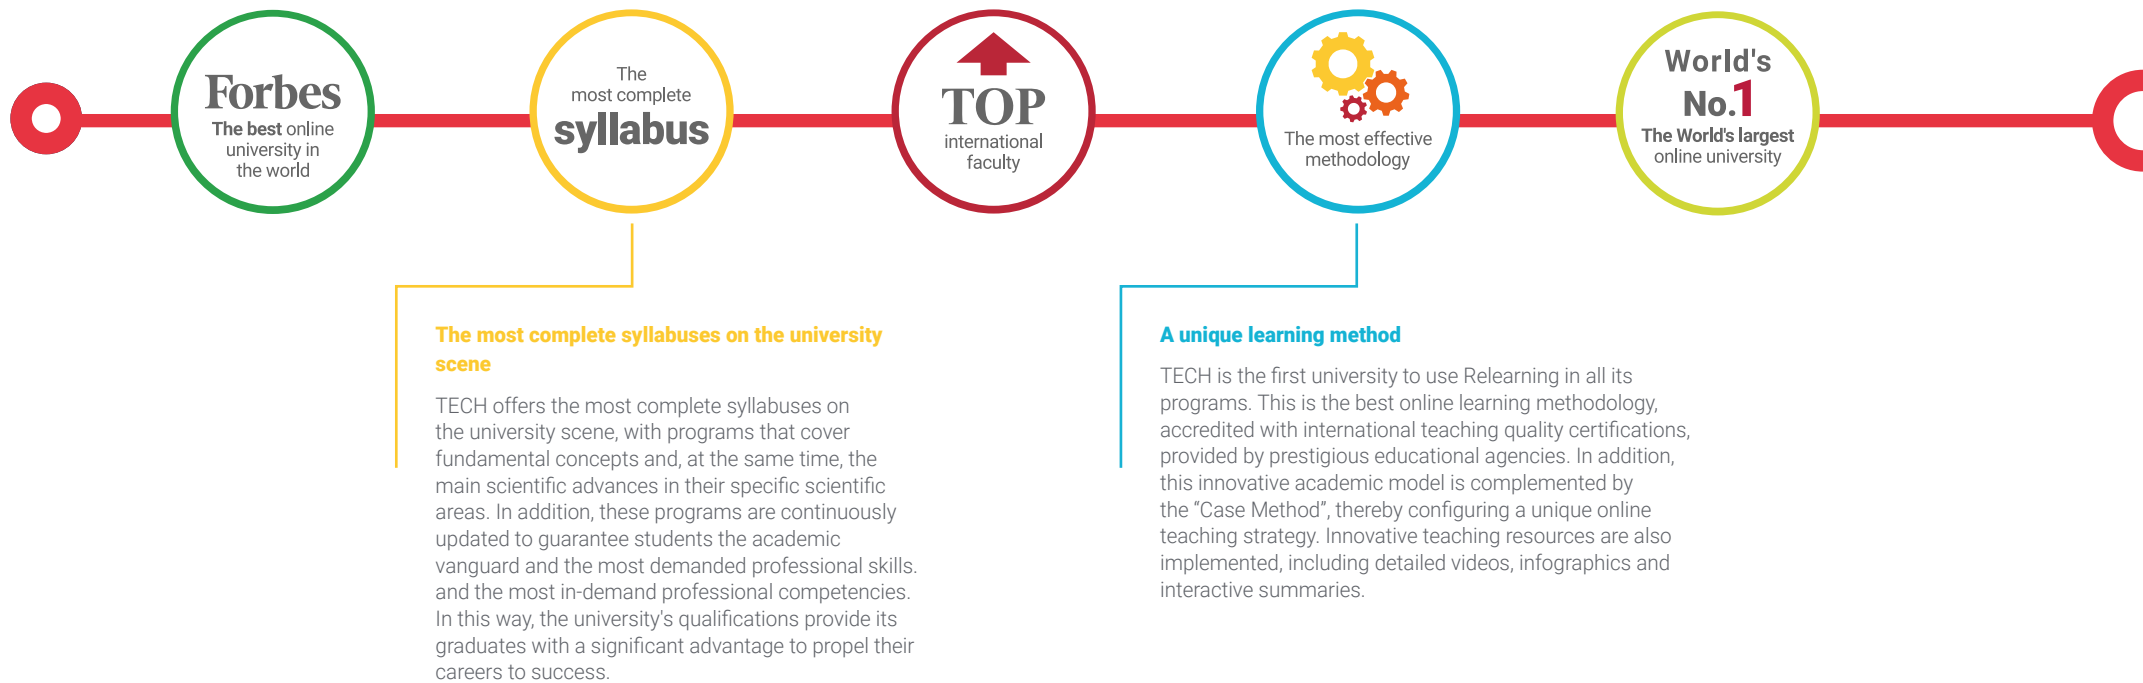 Forbes
The best online
university in
the world
The
most complete
syllabus
TOP
international
faculty
The most effective
methodology
World's
No.1
The World's largest
online university
The most complete syllabuses on the university
scene
TECH offers the most complete syllabuses on
the university scene, with programs that cover
fundamental concepts and, at the same time, the
main scientific advances in their specific scientific
areas. In addition, these programs are continuously
updated to guarantee students the academic
vanguard and the most demanded professional skills.
and the most in-demand professional competencies.
In this way, the university's qualifications provide its
graduates with a significant advantage to propel their
careers to success.
A unique learning method
TECH is the first university to use Relearning in all its
programs. This is the best online learning methodology,
accredited with international teaching quality certifications,
provided by prestigious educational agencies. In addition,
this innovative academic model is complemented by
the “Case Method”, thereby configuring a unique online
teaching strategy. Innovative teaching resources are also
implemented, including detailed videos, infographics and
interactive summaries.